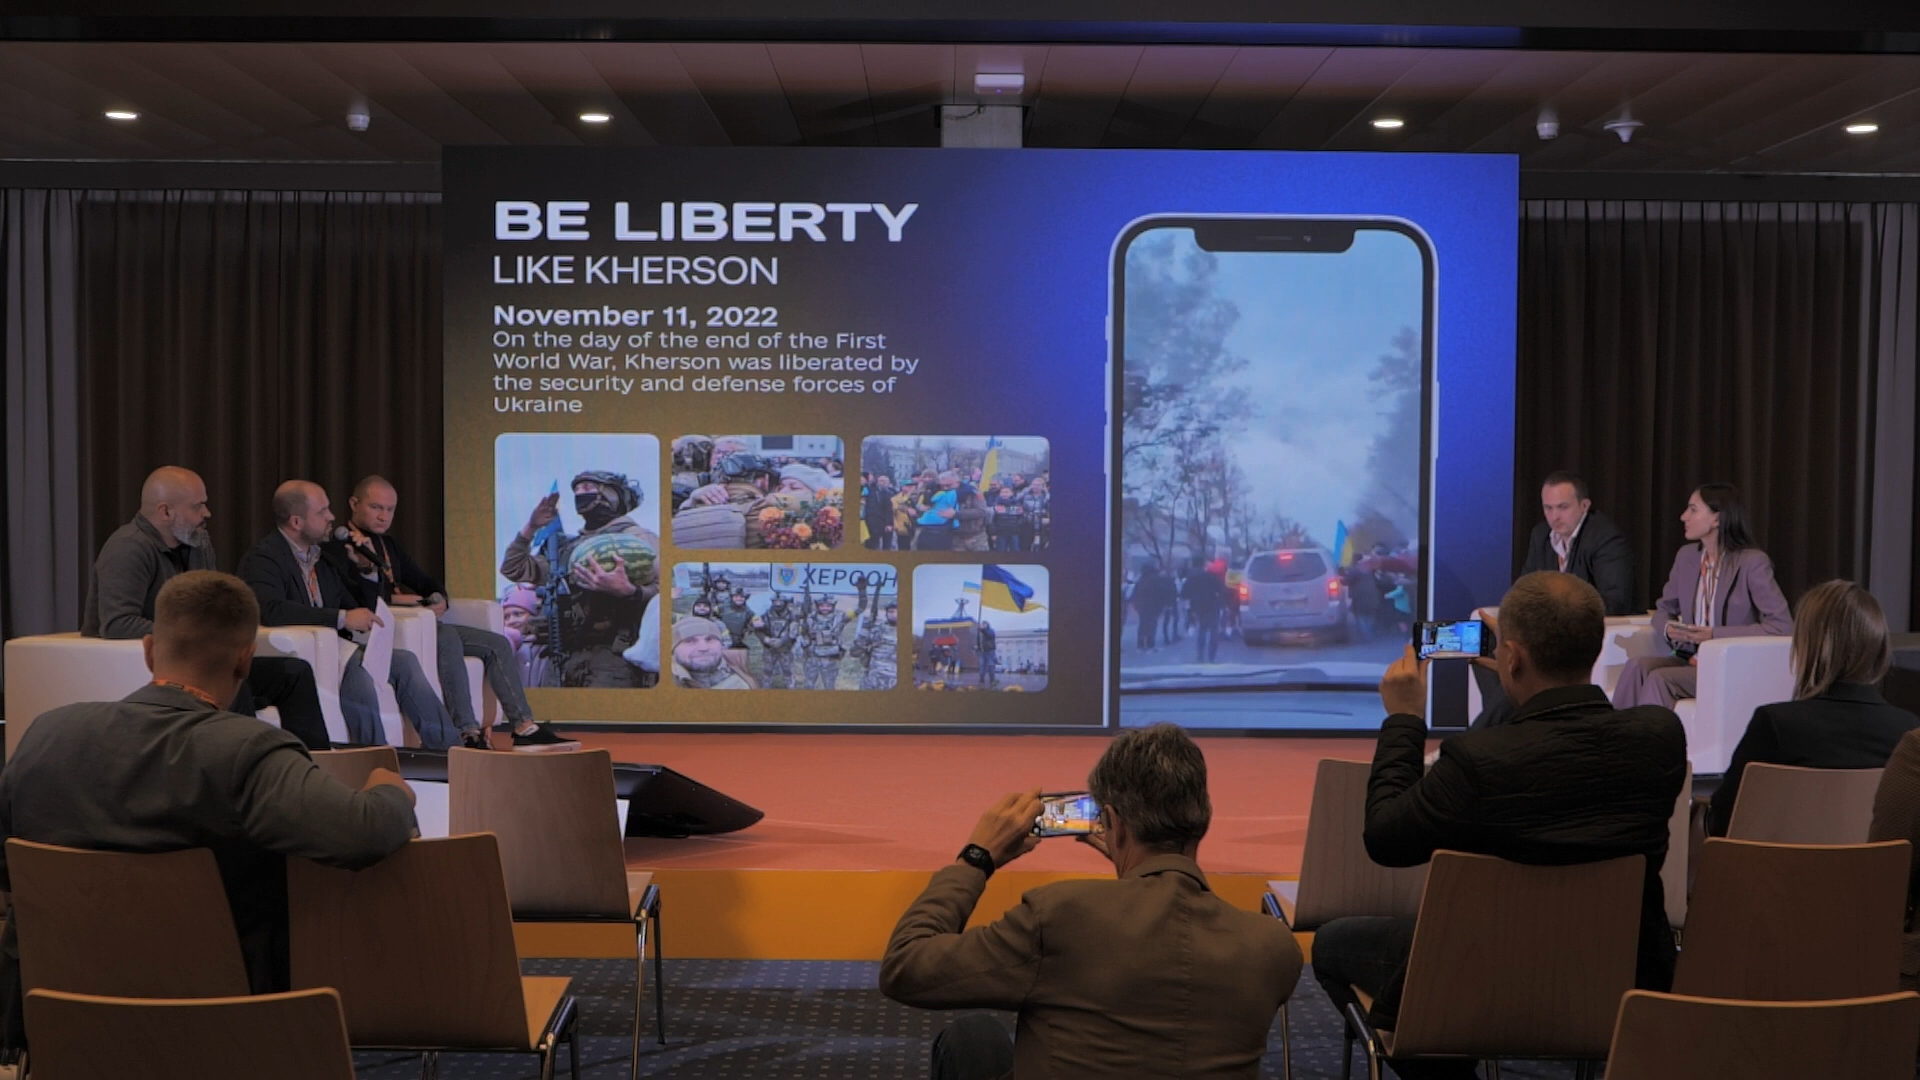 BE LIBERTY
LIKE KHERSON
November 11, 2022
On the day of the end of the First
World War, Kherson was liberated by
the security and defense forces of
Ukraine
ХЕРСОН